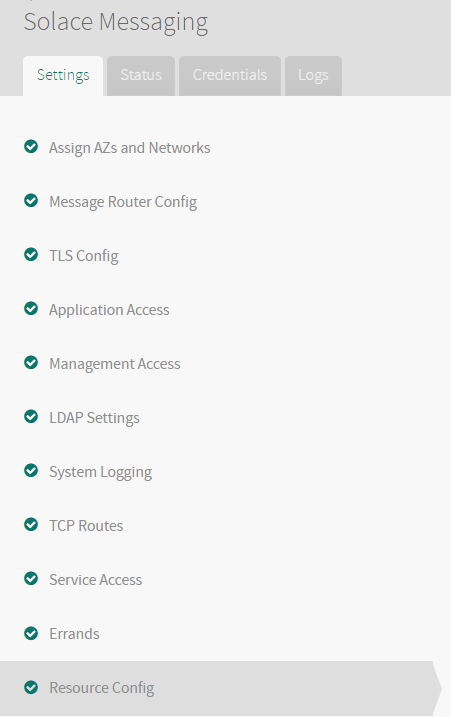 Solace Messaging
Settings
Status
Credentials
Logs
Assign AZs and Networks
Message Router Config
TLS Config
Application Access
Management Access
LDAP Settings
System Logging
TCP Routes
Service Access
Errands
Resource Config